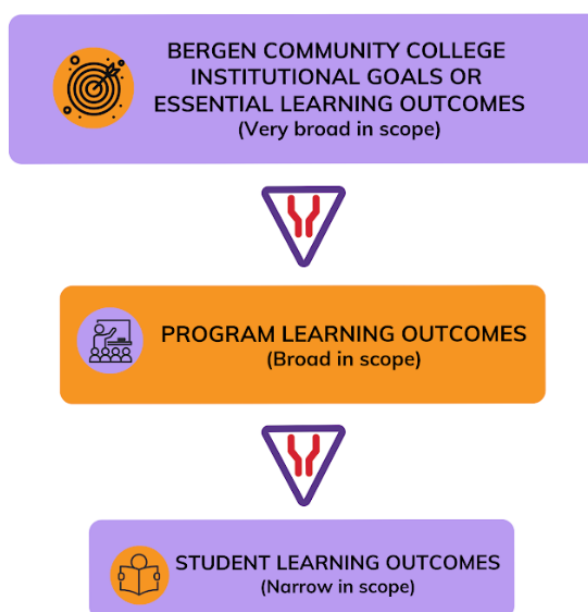 BERGEN COMMUNITY COLLEGE
INSTITUTIONAL GOALS OR
ESSENTIAL LEARNING OUTCOMES
(Very broad in scope)
PROGRAM LEARNING OUTCOMES
(Broad in scope)
STUDENT LEARNING OUTCOMES
(Narrow in scope)